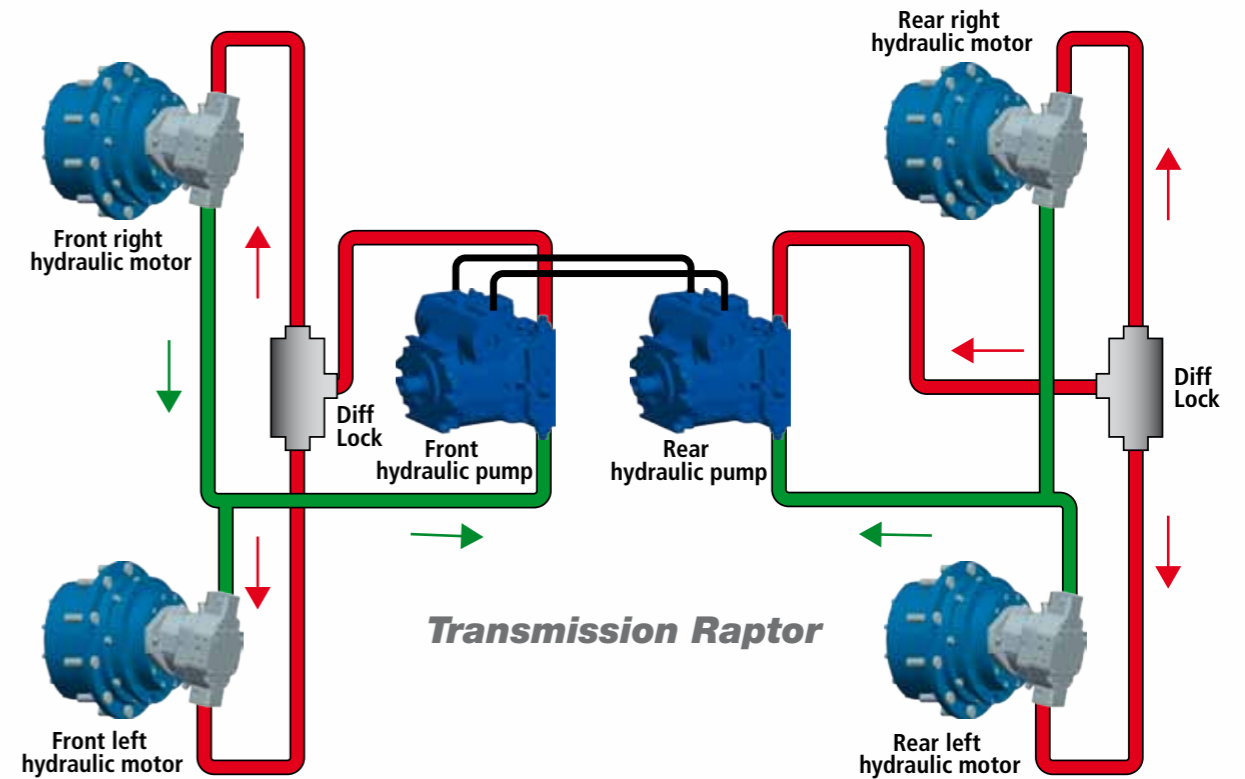 Rear right
hydraulic motor
Front right
hydraulic motor
Diff
Lock
Front
hydraulic pump
Rear
hydraulic pump
Diff
Lock
Transmission Raptor
Front left
hydraulic motor
Rear left
hydraulic motor